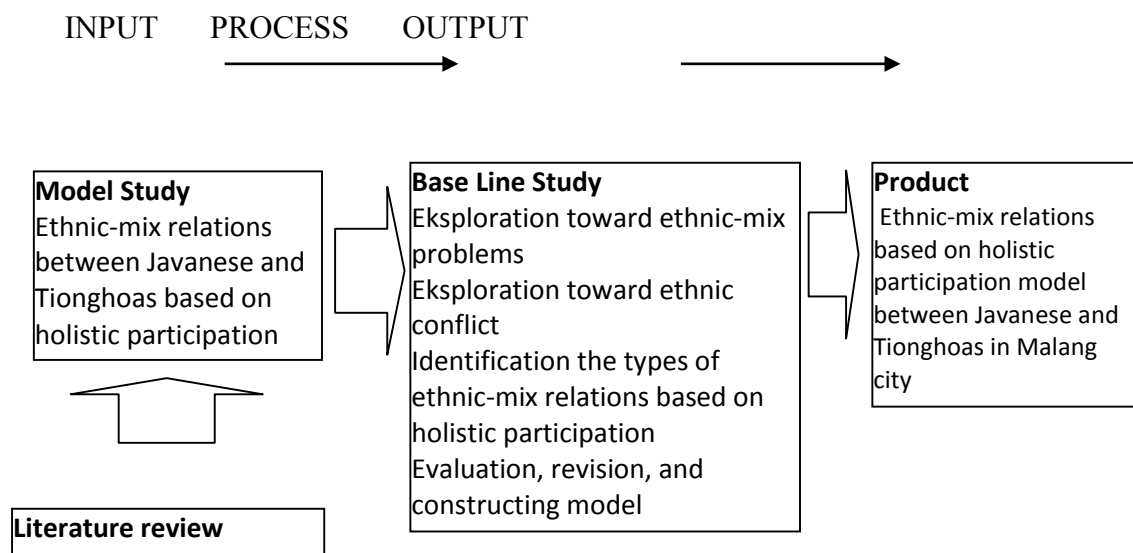 INPUT PROCESS OUTPUT
Model Study
Ethnic-mix relations
between Javanese and
Tionghoas based on
holistic participation
Base Line Study
Eksploration toward ethnic-mix
problems
Eksploration toward ethnic
conflict
Identification the types of
ethnic-mix relations based on
holistic participation
Evaluation, revision, and
constructing model
Product
Ethnic-mix relations
based on holistic
participation model
between Javanese and
Tionghoas in Malang
city
Literature review